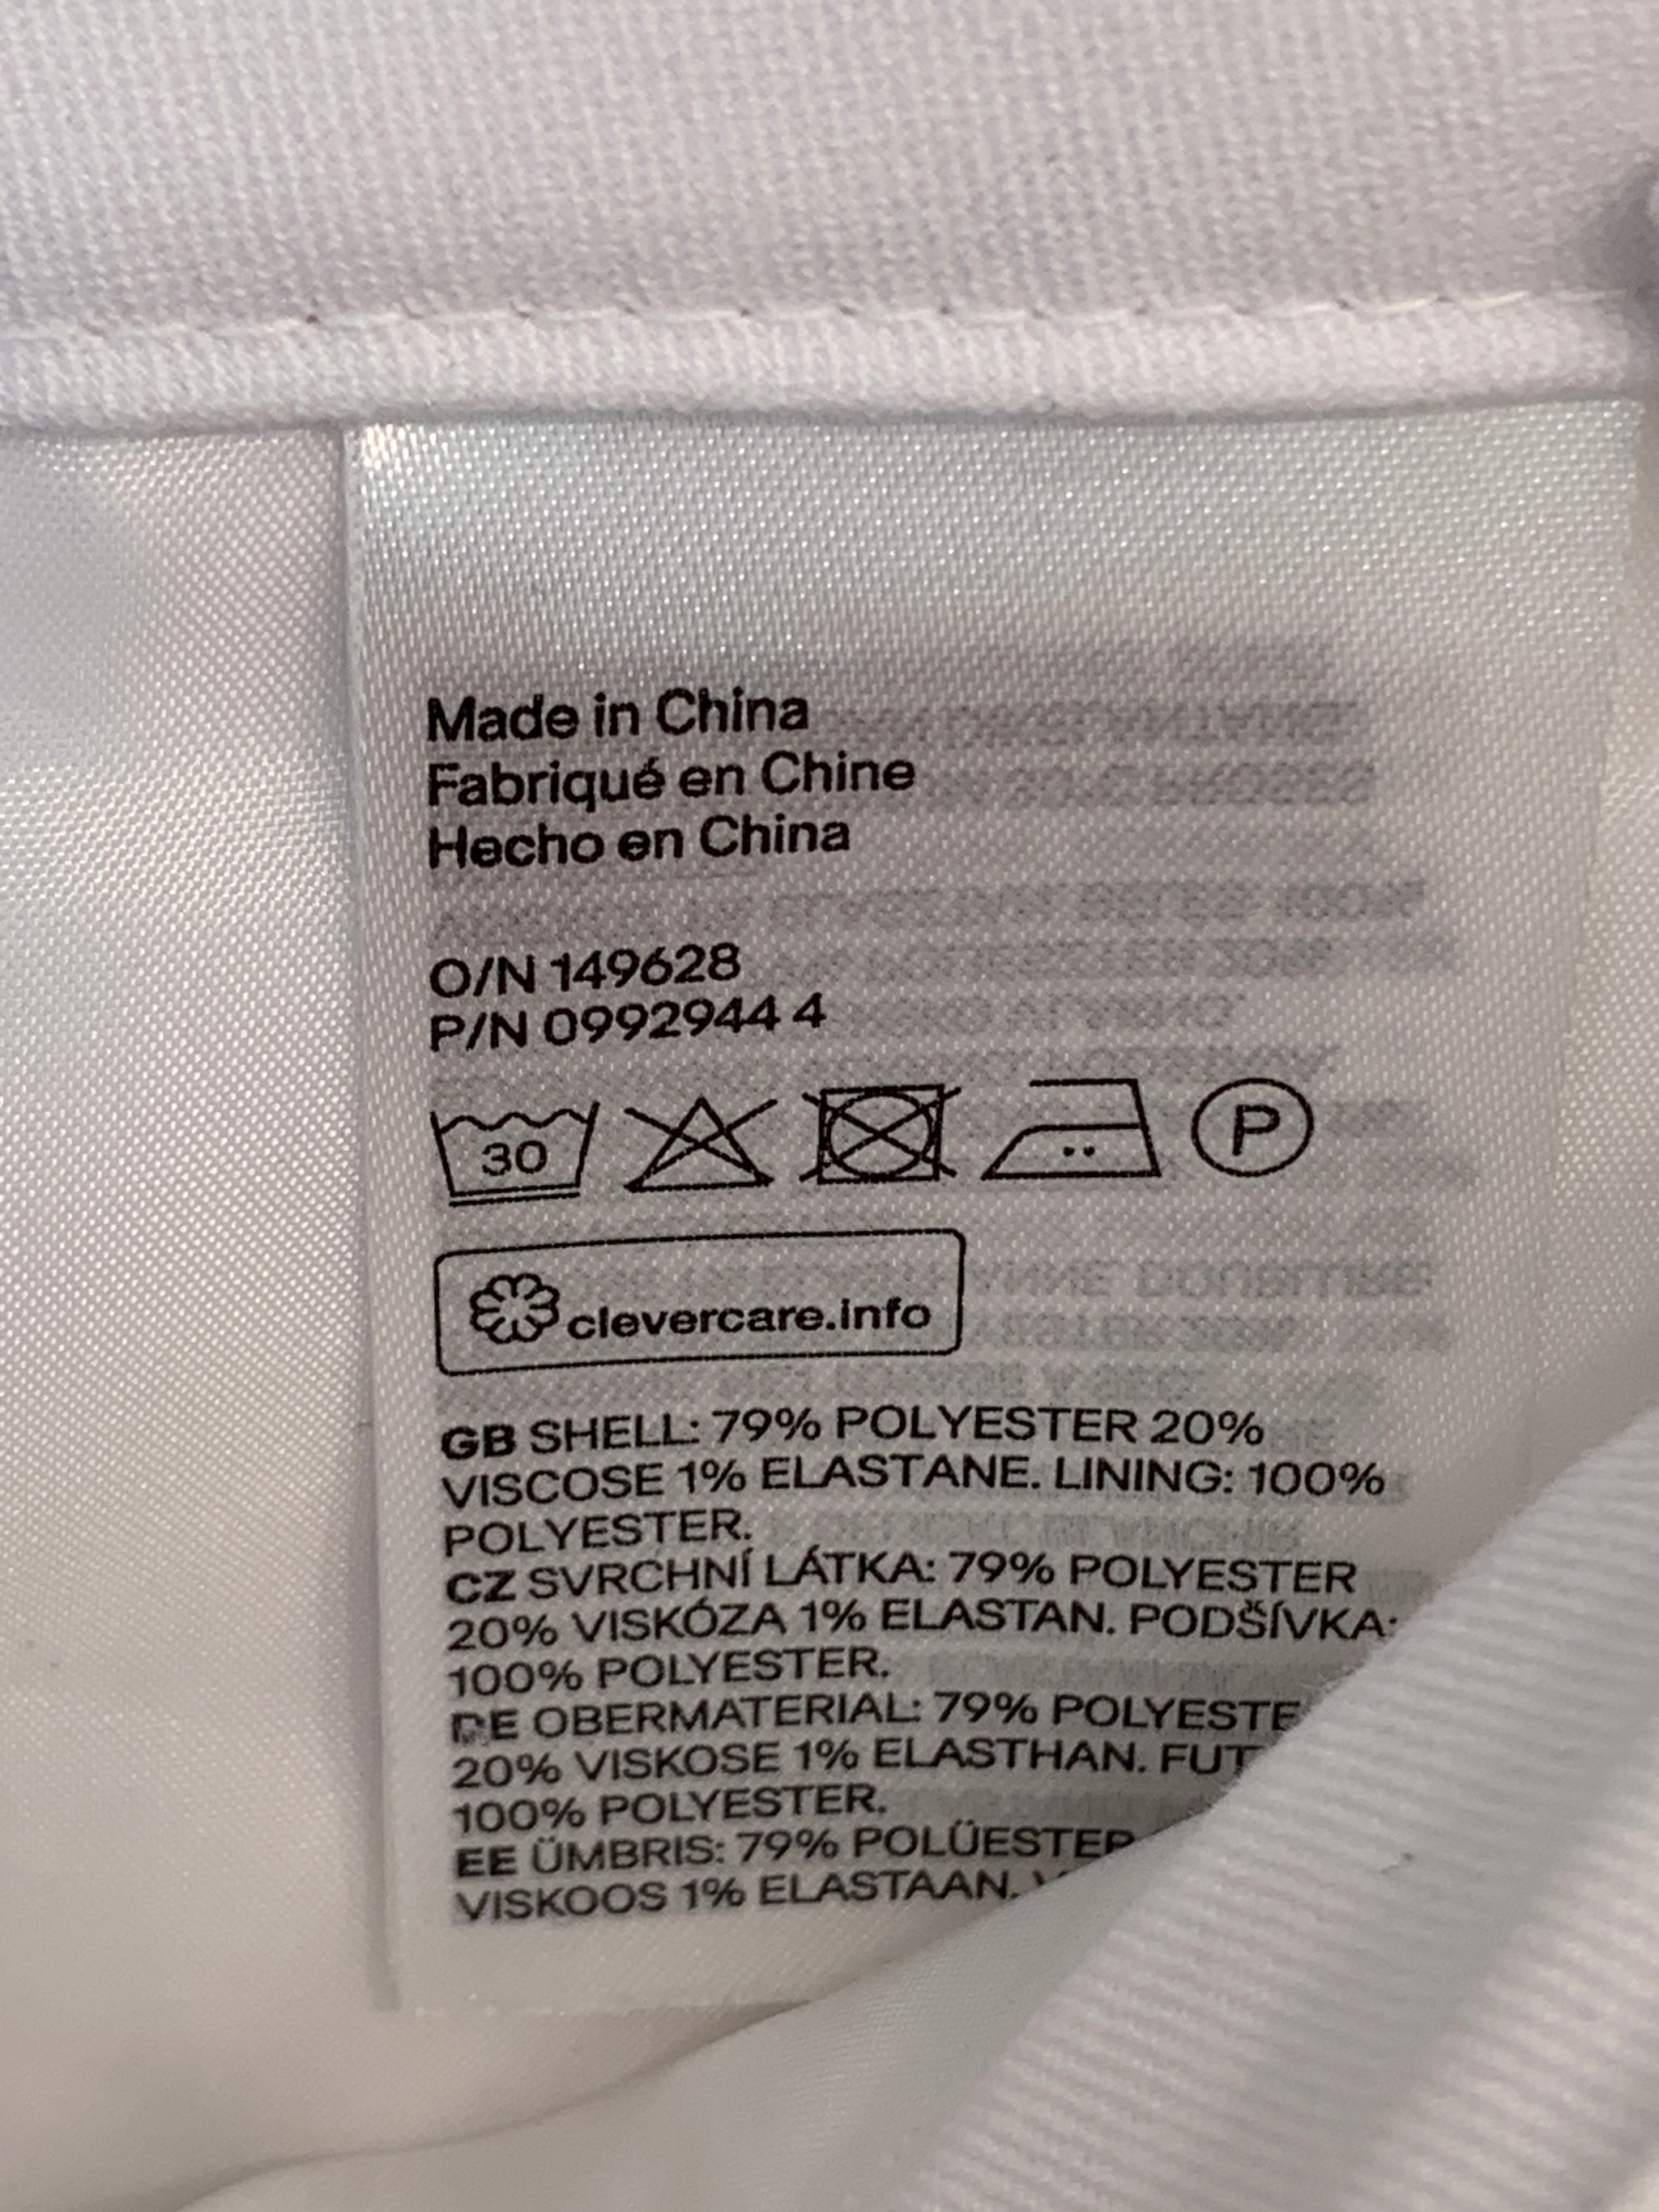 Made in China
Fabriqué en Chine
Hecho en China
O/N 149628
P/N 0992944 4
30 P
clevercare.info
GB SHELL: 79% POLYESTER 20%
VISCOSE 1% ELASTANE. LINING: 100%
POLYESTER.
CZ SVRCHNÍ LÁTKA: 79% POLYESTER
20% VISKÓZA 1% ELASTAN. PODŠÍVKA:
100% POLYESTER.
DE OBERMATERIAL: 79% POLYESTE
20% VISKOSE 1% ELASTHAN. FUT
100% POLYESTER.
EE ÜMBRIS: 79% POLÜESTER
VISKOOS 1% ELASTAAN.